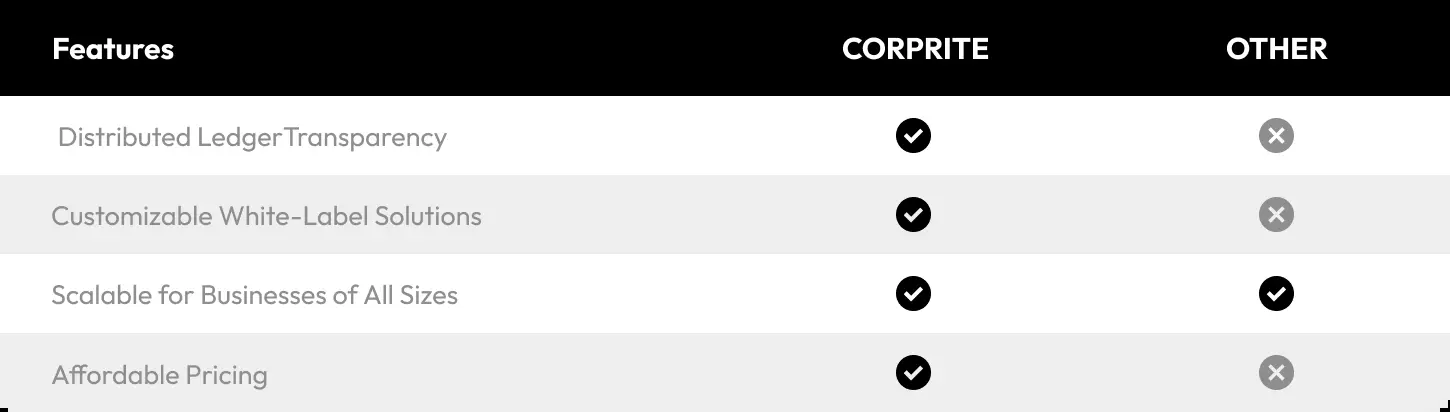 Features CORPRITE OTHER
Distributed LedgerTransparency
Customizable White-Label Solutions
Scalable for Businesses of All Sizes
Affordable Pricing